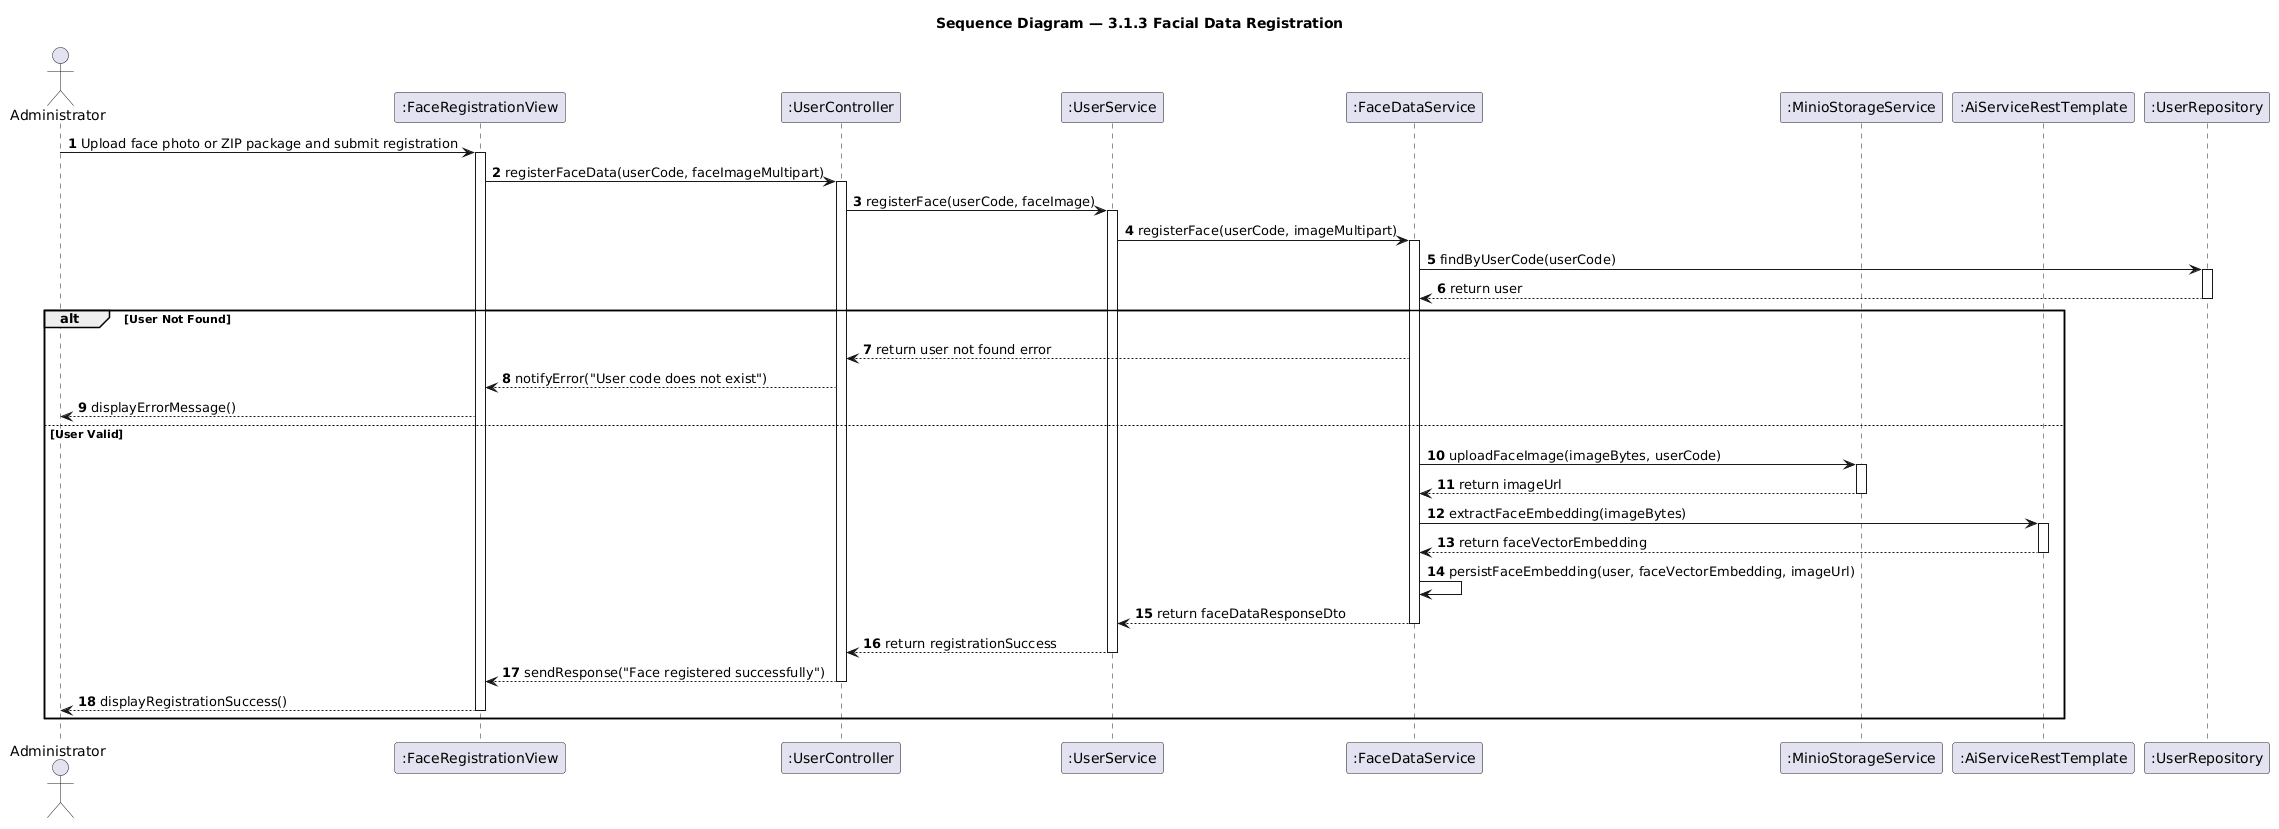 Sequence Diagram — 3.1.3 Facial Data Registration
Administrator
:FaceRegistrationView
:UserController
:UserService
:FaceDataService
:MinioStorageService
:AiServiceRestTemplate
:UserRepository
1 Upload face photo or ZIP package and submit registration
2 registerFaceData(userCode, faceImageMultipart)
3 registerFace(userCode, faceImage)
4 registerFace(userCode, imageMultipart)
5 findByUserCode(userCode)
6 return user
alt [User Not Found]
7 return user not found error
8 notifyError("User code does not exist")
9 displayErrorMessage()
[User Valid]
10 uploadFaceImage(imageBytes, userCode)
11 return imageUrl
12 extractFaceEmbedding(imageBytes)
13 return faceVectorEmbedding
14 persistFaceEmbedding(user, faceVectorEmbedding, imageUrl)
15 return faceDataResponseDto
16 return registrationSuccess
17 sendResponse("Face registered successfully")
18 displayRegistrationSuccess()
Administrator
:FaceRegistrationView
:UserController
:UserService
:FaceDataService
:MinioStorageService
:AiServiceRestTemplate
:UserRepository